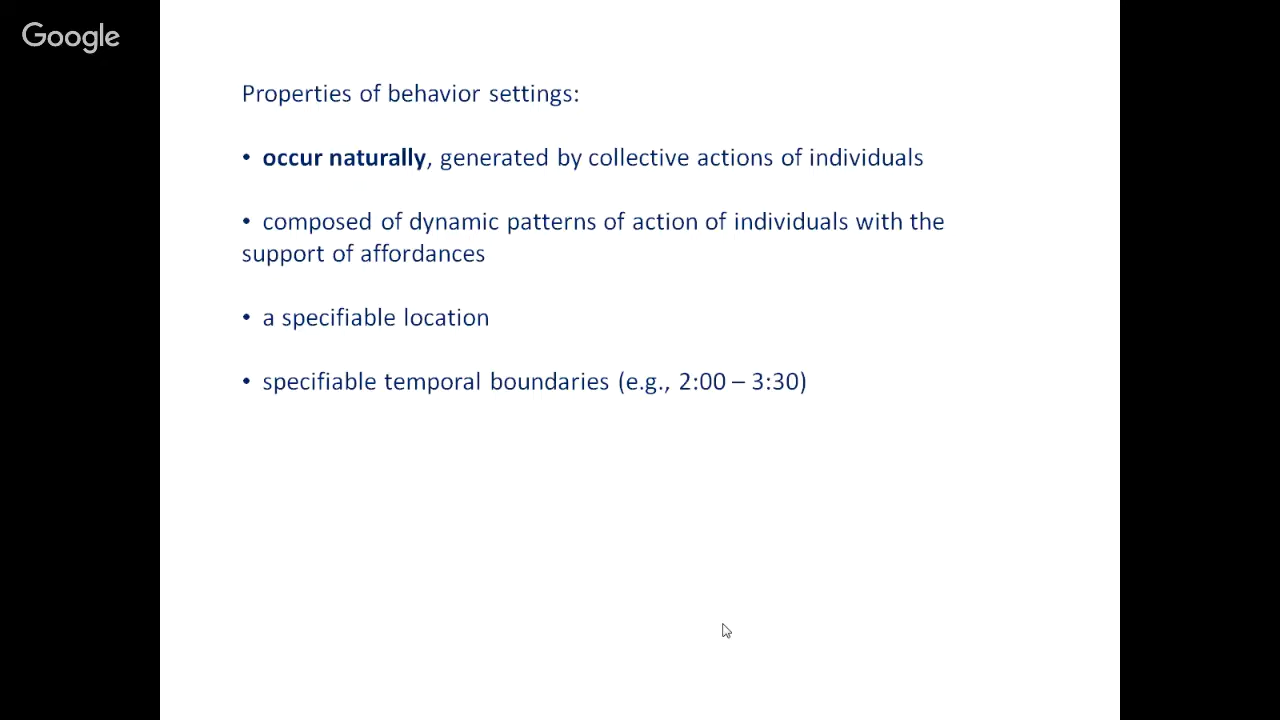 Google
Properties of behavior settings:
• occur naturally, generated by collective actions of individuals
• composed of dynamic patterns of action of individuals with the
support of affordances
• a specifiable location
• specifiable temporal boundaries (e.g., 2:00 – 3:30)